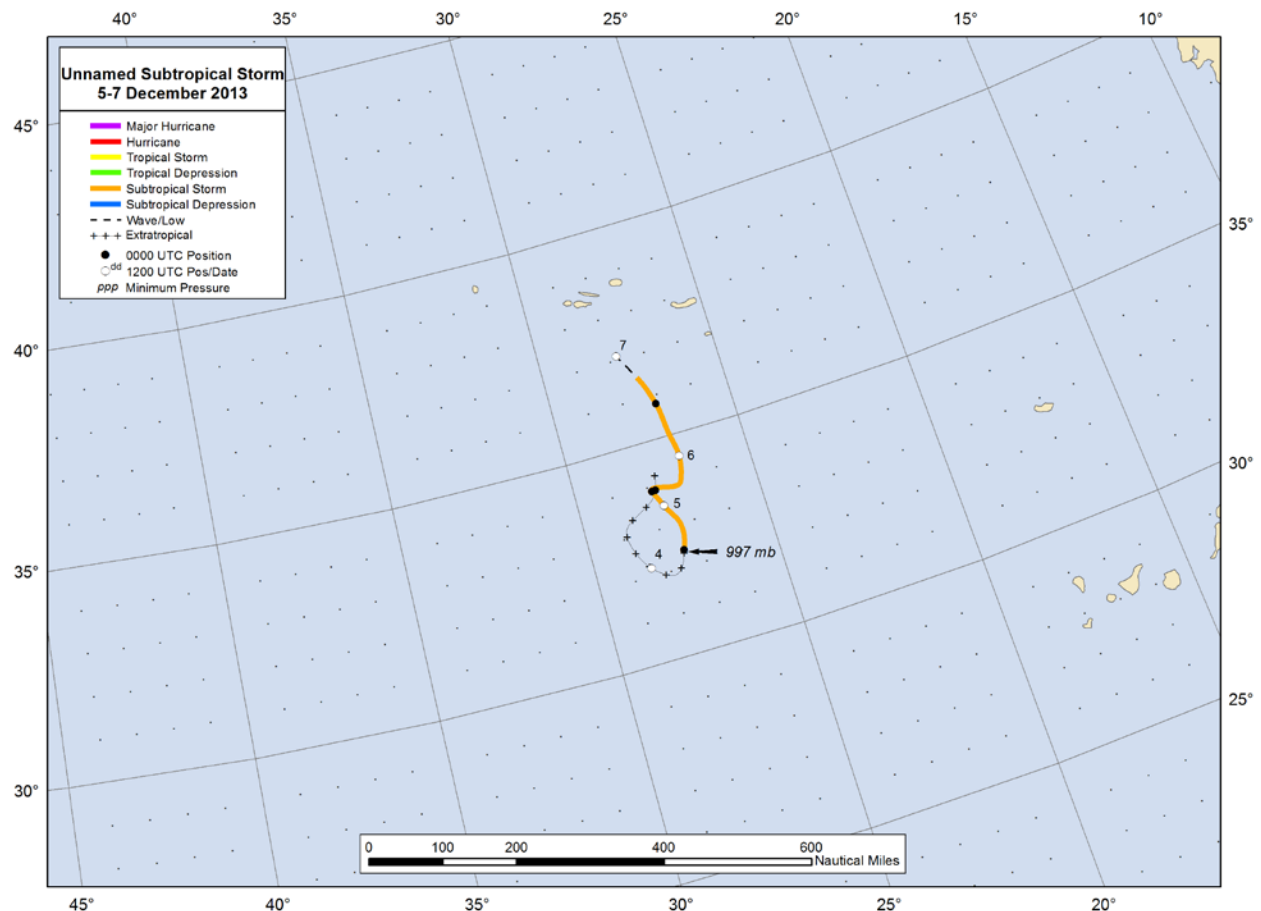 40° 35° 30° 25° 20° 15° 10°
Unnamed Subtropical Storm
5-7 December 2013
Major Hurricane
Hurricane
Tropical Storm
Tropical Depression
Subtropical Storm
Subtropical Depression
Wave/Low
Extratropical
0000 UTC Position
dd 1200 UTC Pos/Date
ppp Minimum Pressure
45°
35°
40°
7
6
30°
5
4 997 mb
35°
25°
30°
0 100 200 400 600
Nautical Miles
45° 40° 35° 30° 25° 20°